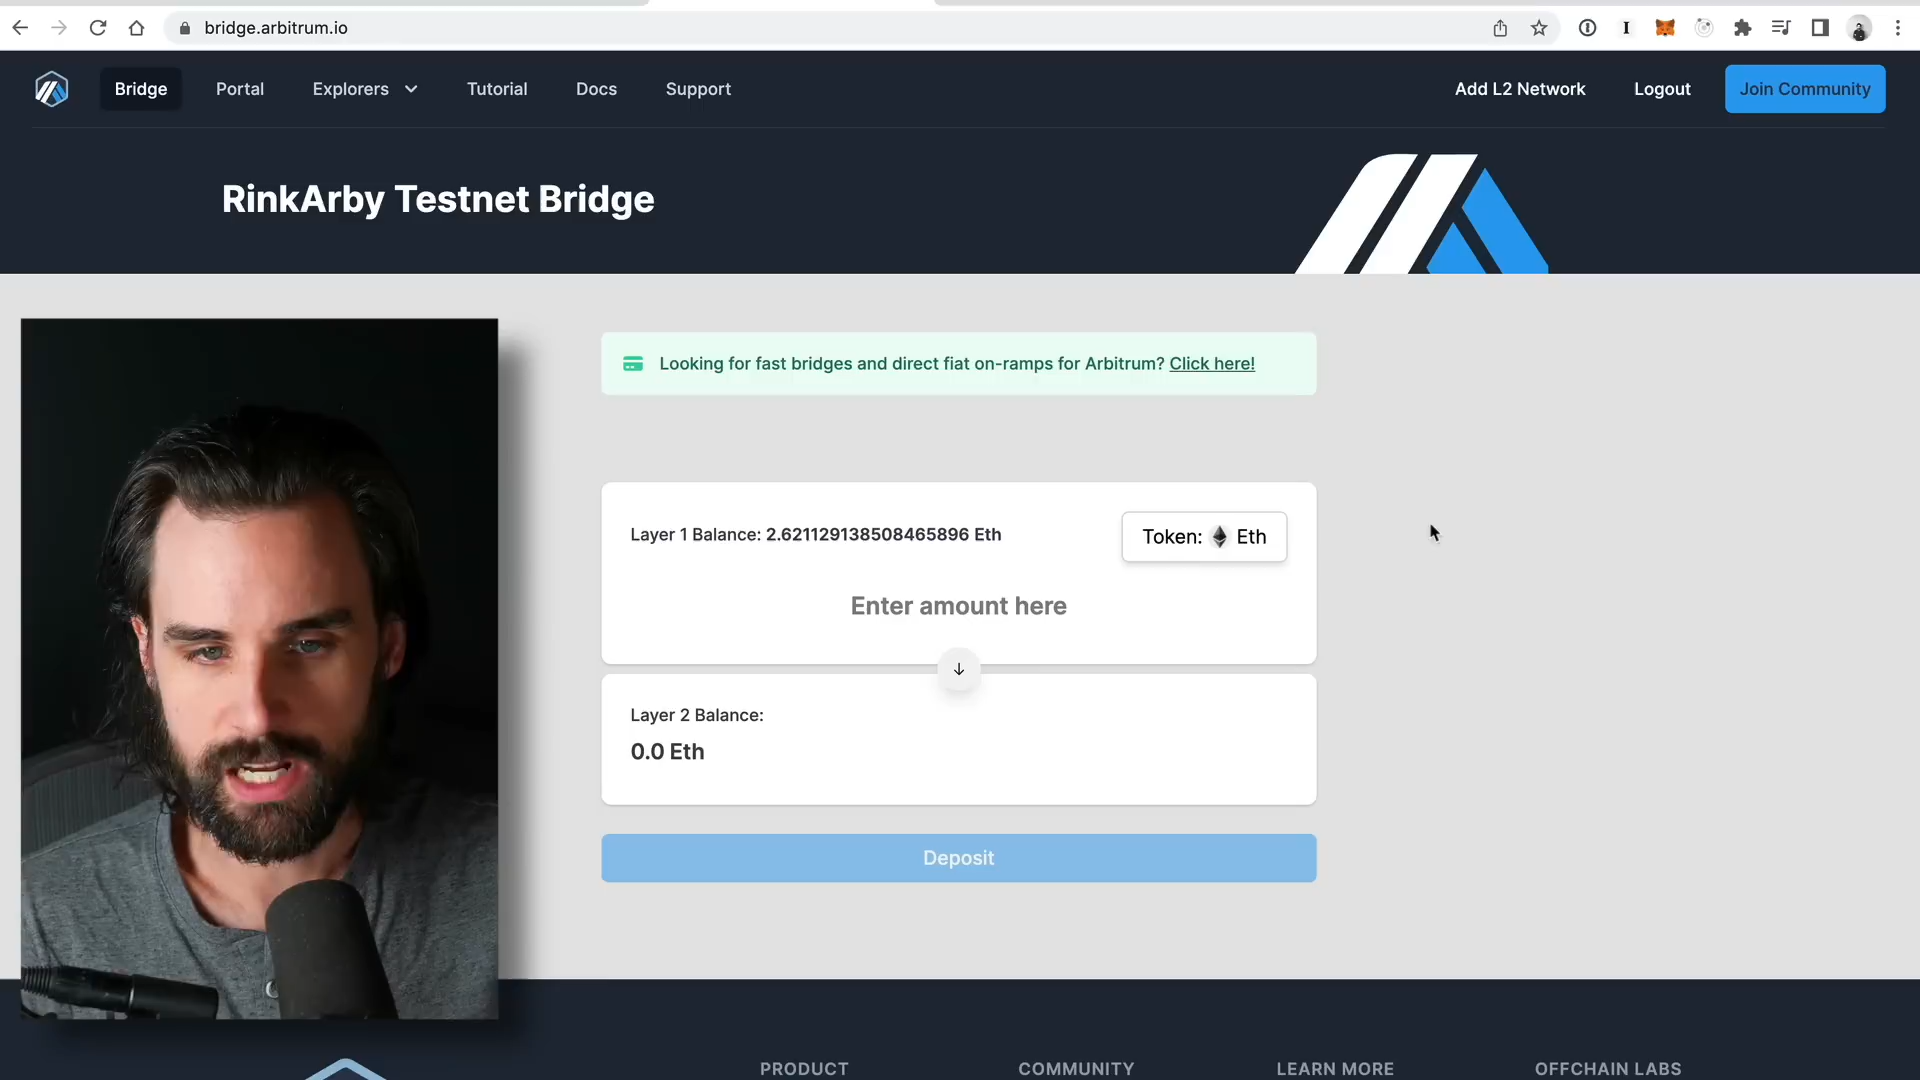 bridge.arbitrum.io
Bridge
Portal
Explorers
Tutorial
Docs
Support
Add L2 Network
Logout
Join Community
RinkArby Testnet Bridge
Looking for fast bridges and direct fiat on-ramps for Arbitrum? Click here!
Layer 1 Balance: 2.621129138508465896 Eth
Token: Eth
Enter amount here
Layer 2 Balance:
0.0 Eth
Deposit
PRODUCT
COMMUNITY
LEARN MORE
OFFCHAIN LABS